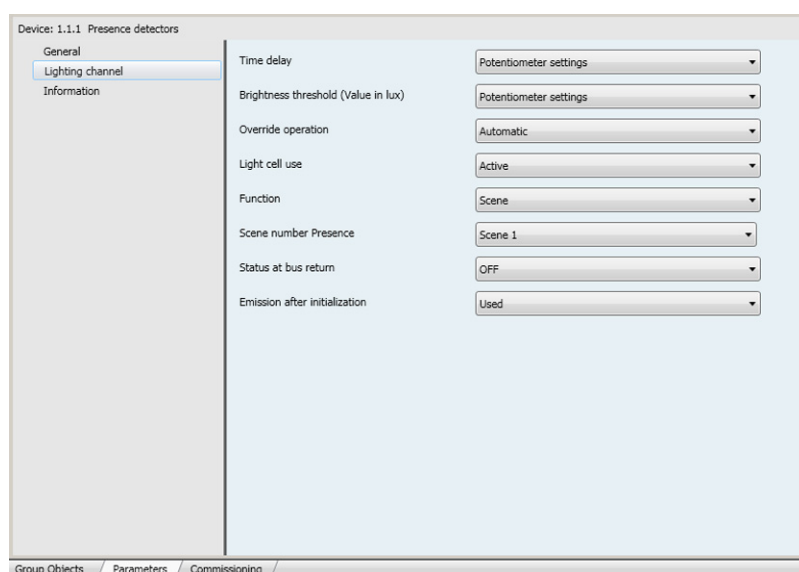 Device: 1.1.1 Presence detectors
General
Lighting channel
Information
Time delay Potentiometer settings
Brightness threshold (Value in lux) Potentiometer settings
Override operation Automatic
Light cell use Active
Function Scene
Scene number Presence Scene 1
Status at bus return OFF
Emission after initialization Used
Group Objects Parameters Commissioning